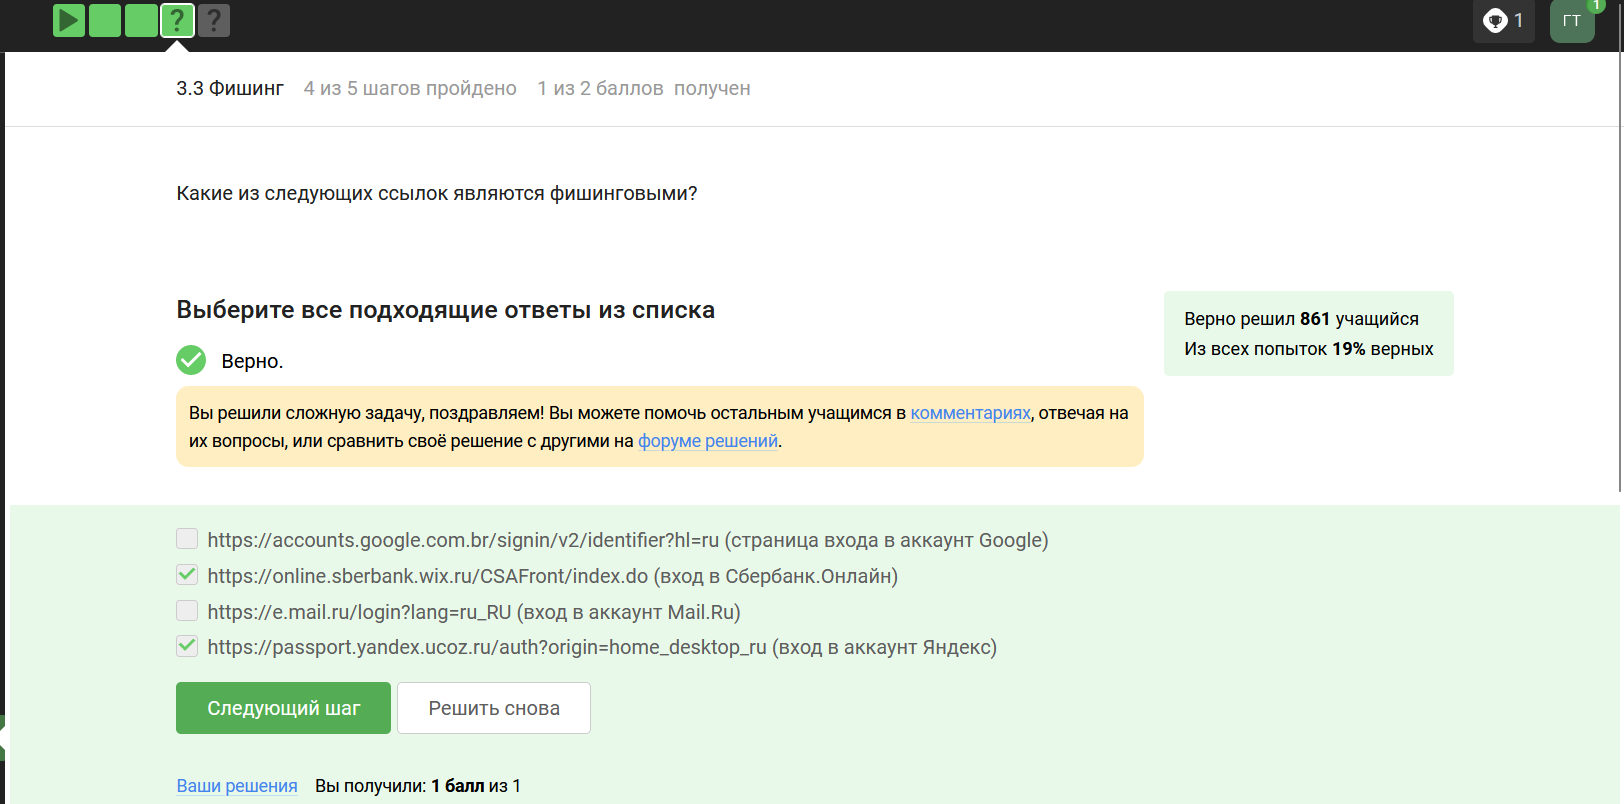 ? ?
1
ГТ
1
3.3 Фишинг 4 из 5 шагов пройдено 1 из 2 баллов получен
Какие из следующих ссылок являются фишинговыми?
Выберите все подходящие ответы из списка
Верно решил 861 учащийся
Из всех попыток 19% верных
Верно.
Вы решили сложную задачу, поздравляем! Вы можете помочь остальным учащимся в комментариях, отвечая на
их вопросы, или сравнить своё решение с другими на форуме решений.
https://accounts.google.com.br/signin/v2/identifier?hl=ru (страница входа в аккаунт Google)
https://online.sberbank.wix.ru/CSAFront/index.do (вход в Сбербанк.Онлайн)
https://e.mail.ru/login?lang=ru_RU (вход в аккаунт Mail.Ru)
https://passport.yandex.ucoz.ru/auth?origin=home_desktop_ru (вход в аккаунт Яндекс)
Следующий шаг Решить снова
Ваши решения Вы получили: 1 балл из 1